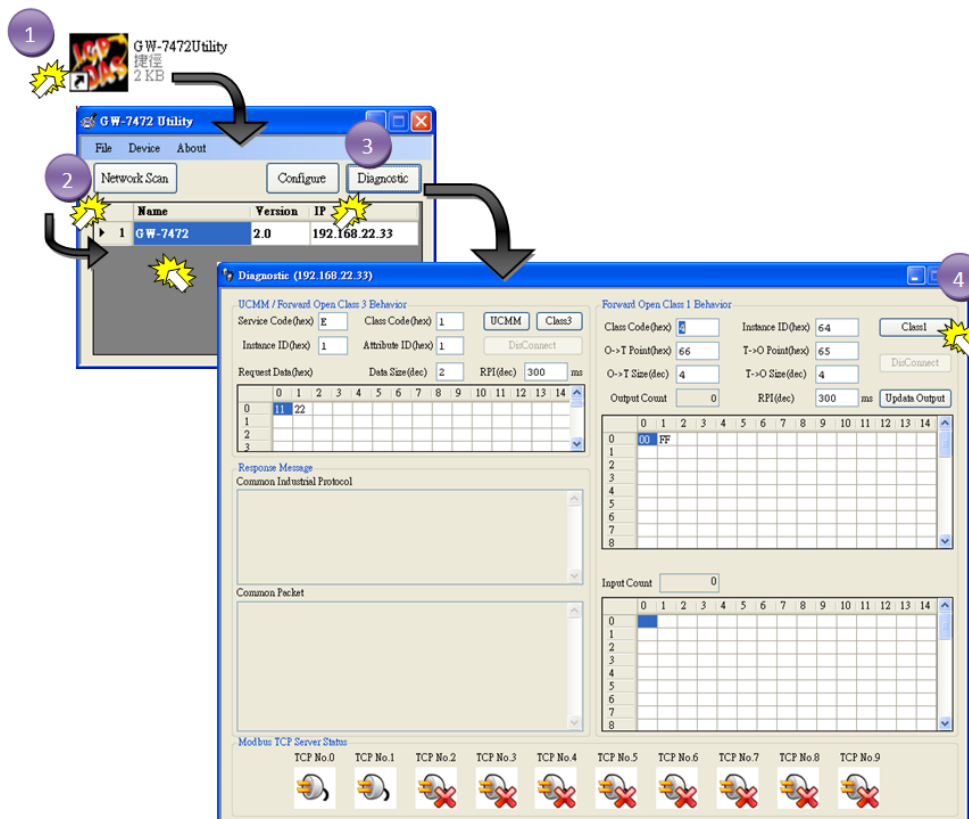 1
ICP
DAS
GW-7472Utility
捷徑
2 KB
GW-7472 Utility
File Device About
3
2
Network Scan Configure Diagnostic
Name Version IP
1 GW-7472 2.0 192.168.22.33
Diagnostic (192.168.22.33)
4
UCMM / Forward Open Class 3 Behavior
Service Code(hex) E Class Code(hex) 1 UCMM Class3
Instance ID(hex) 1 Attribute ID(hex) 1 DisConnect
Request Data(hex) Data Size(dec) 2 RPI(dec) 300 ms
0 1 2 3 4 5 6 7 8 9 10 11 12 13 14
0 11 22
1
2
3
Response Message
Common Industrial Protocol
Common Packet
Forward Open Class 1 Behavior
Class Code(hex) 4 Instance ID(hex) 64 Class1
O->T Point(hex) 66 T->O Point(hex) 65
DisConnect
O->T Size(dec) 4 T->O Size(dec) 4
Output Count 0 RPI(dec) 300 ms Updata Output
0 1 2 3 4 5 6 7 8 9 10 11 12 13 14
0 00 FF
1
2
3
4
5
6
7
8
Input Count 0
0 1 2 3 4 5 6 7 8 9 10 11 12 13 14
0
1
2
3
4
5
6
7
8
Modbus TCP Server Status
TCP No.0 TCP No.1 TCP No.2 TCP No.3 TCP No.4 TCP No.5 TCP No.6 TCP No.7 TCP No.8 TCP No.9